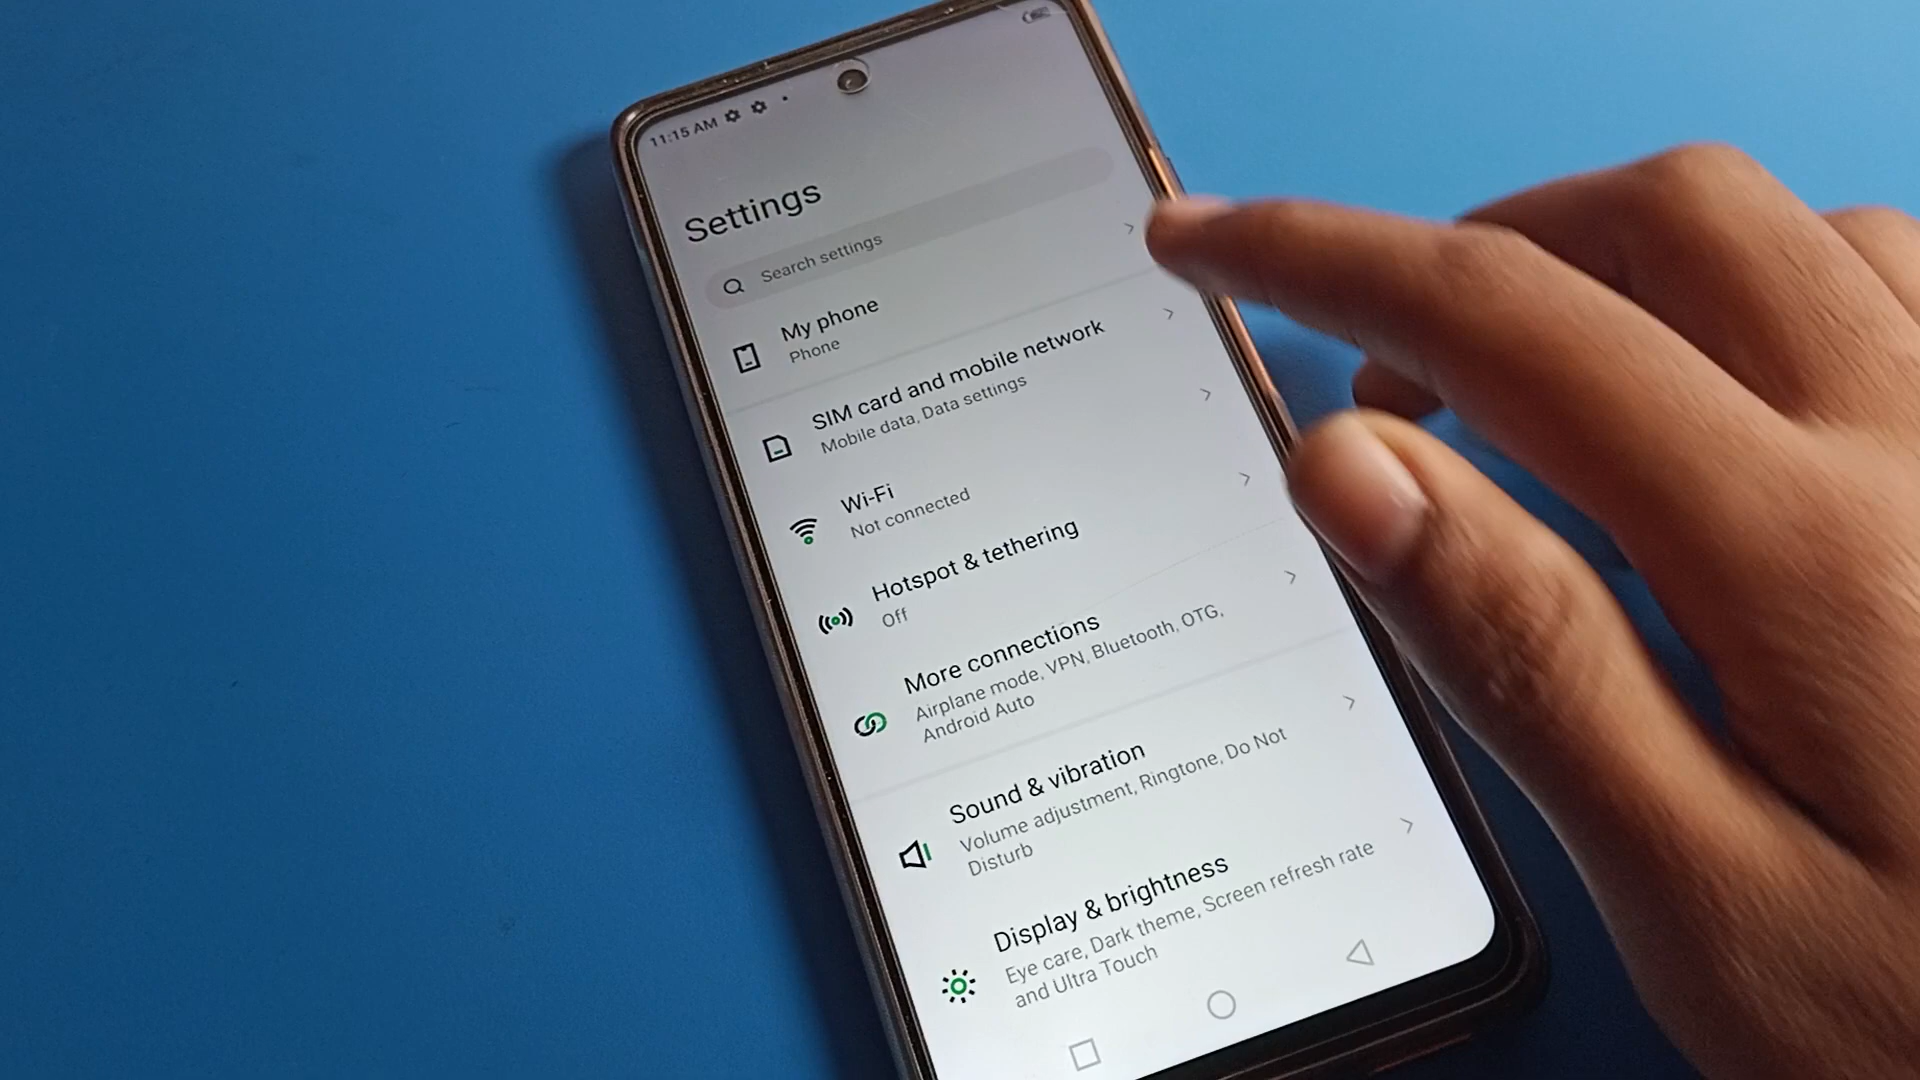 11:15 AM
Settings
Search settings
My phone
Phone
SIM card and mobile network
Mobile data, Data settings
Wi-Fi
Not connected
Hotspot & tethering
Off
More connections
Airplane mode, VPN, Bluetooth, OTG,
Android Auto
Sound & vibration
Volume adjustment, Ringtone, Do Not
Disturb
Display & brightness
Eye care, Dark theme, Screen refresh rate
and Ultra Touch